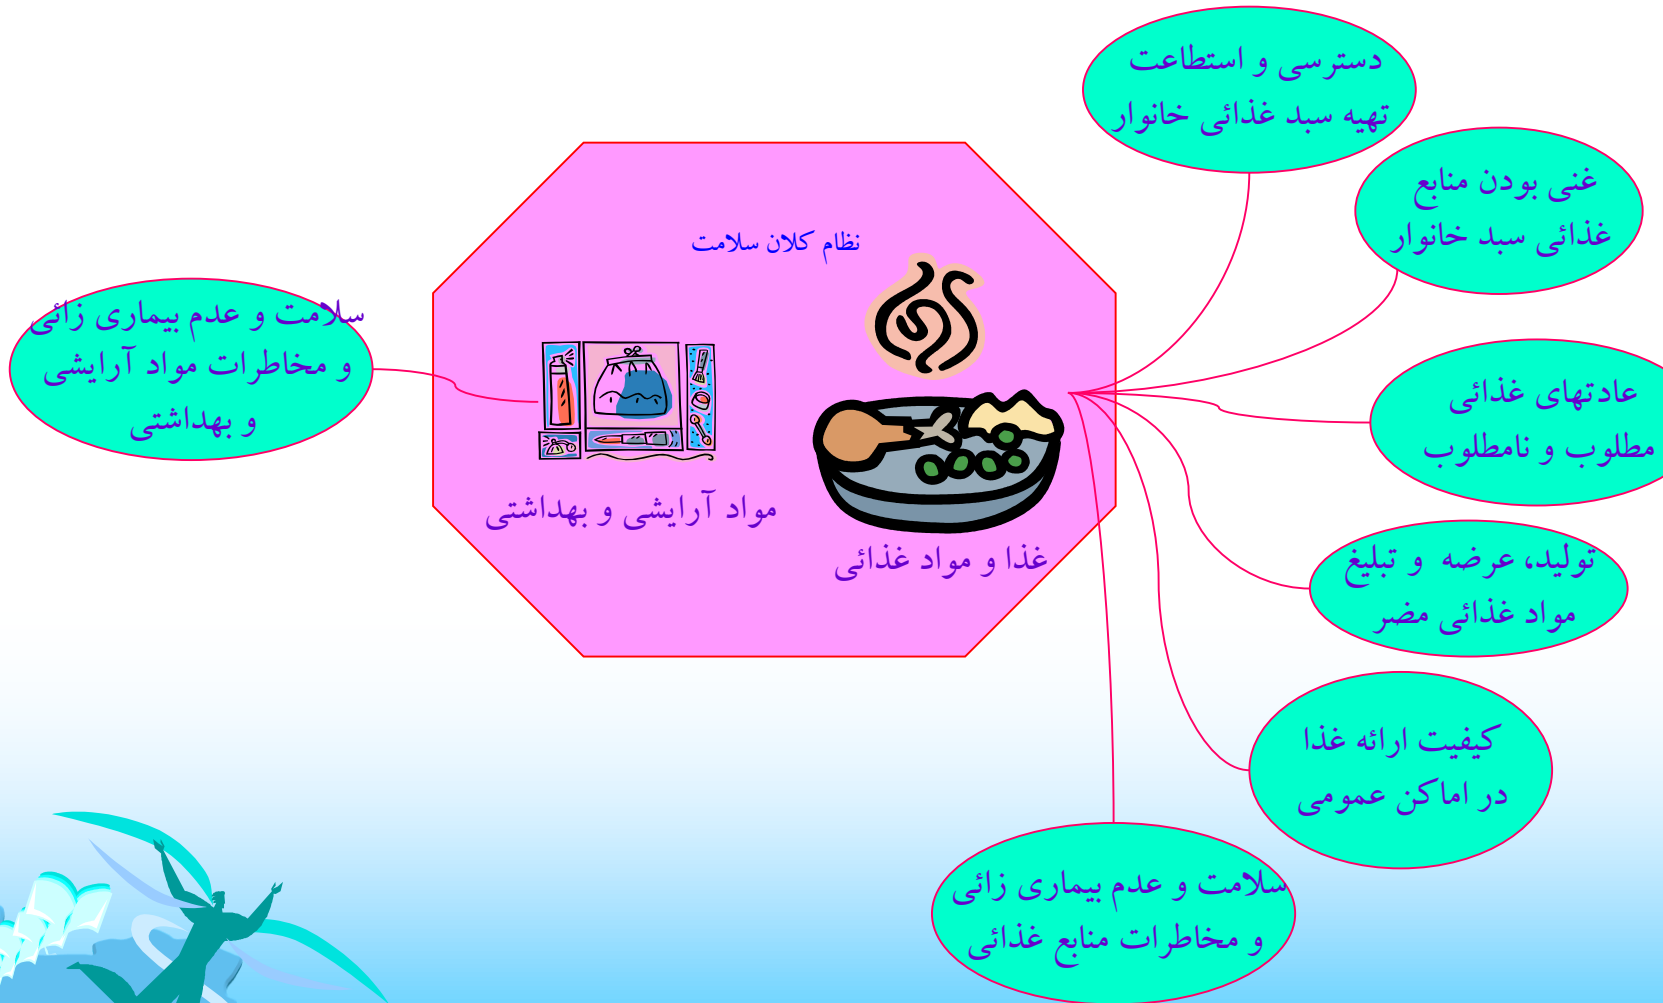 دسترسی و استطاعت
تهیه سبد غذائی خانوار
غنی بودن منابع
غذائی سبد خانوار
نظام کلان سلامت
سلامت و عدم بیماری زائی
و مخاطرات مواد آرایشی
و بهداشتی
عادتهای غذائی
مطلوب و نامطلوب
مواد آرایشی و بهداشتی
غذا و مواد غذائی
تولید، عرضه و تبلیغ
مواد غذائی مضر
کیفیت ارائه غذا
در اماکن عمومی
سلامت و عدم بیماری زائی
و مخاطرات منابع غذائی